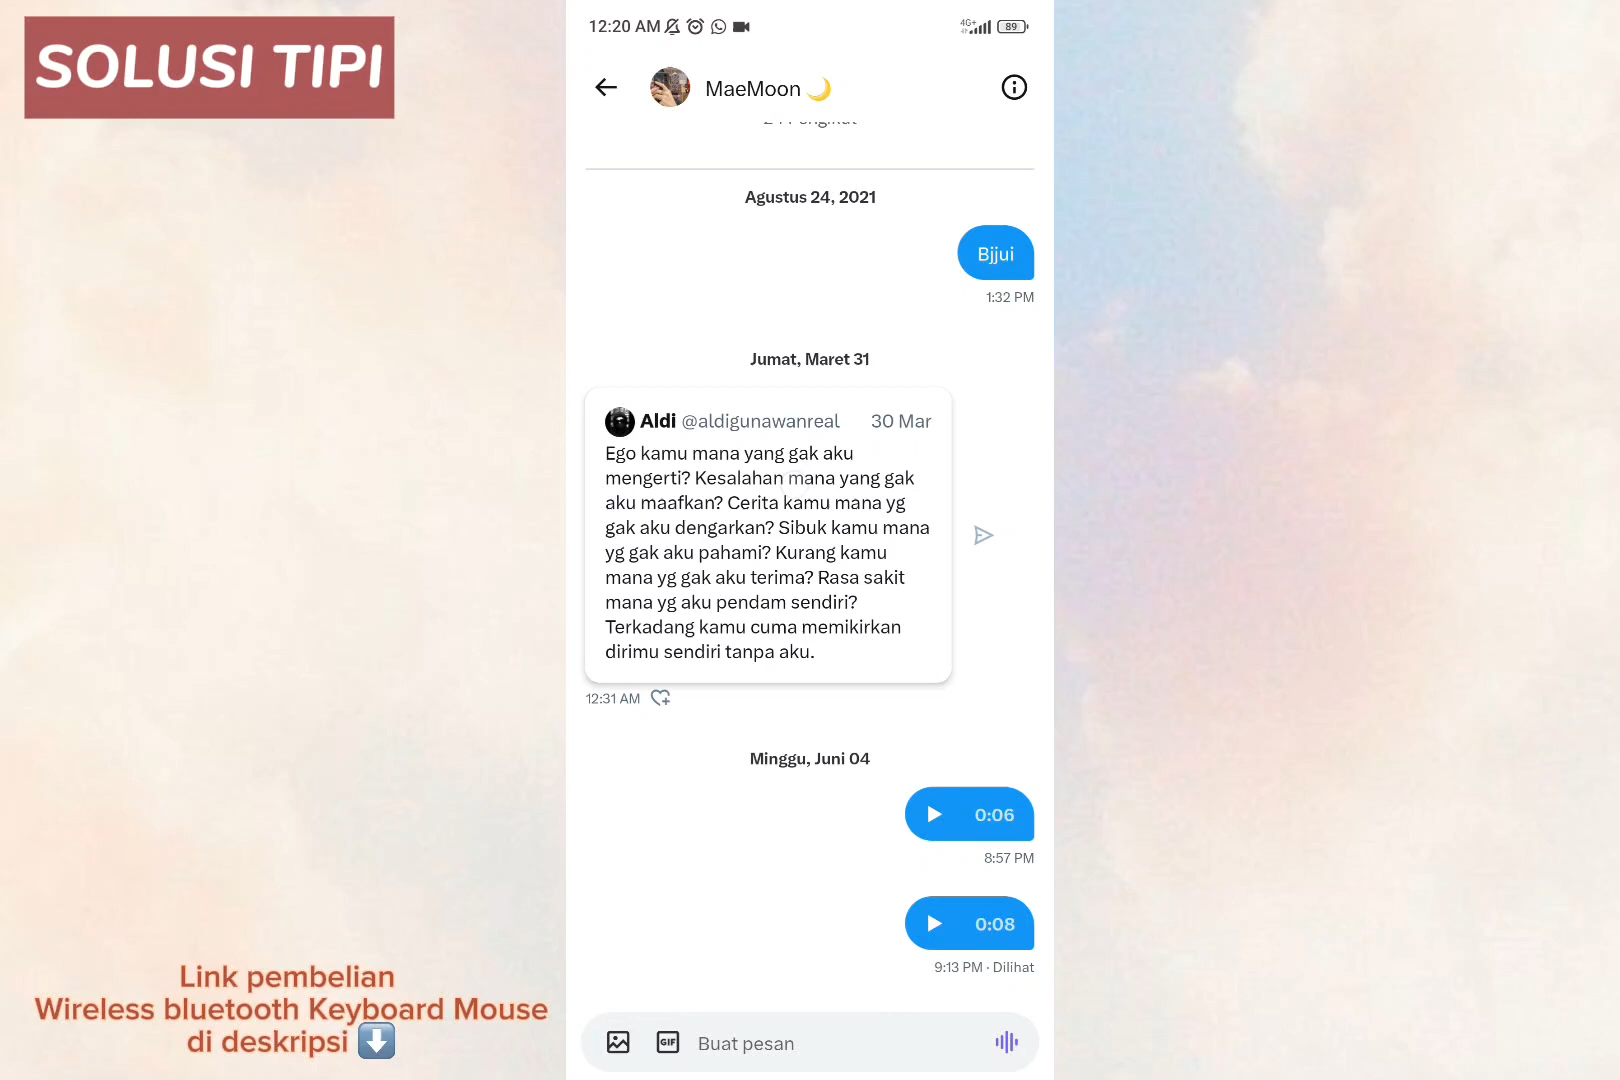 SOLUSI TIPI
12:20 AM
4G+
89
MaeMoon 🌙
Agustus 24, 2021
Bjjui
1:32 PM
Jumat, Maret 31
Aldi @aldigunawanreal 30 Mar
Ego kamu mana yang gak aku
mengerti? Kesalahan mana yang gak
aku maafkan? Cerita kamu mana yg
gak aku dengarkan? Sibuk kamu mana
yg gak aku pahami? Kurang kamu
mana yg gak aku terima? Rasa sakit
mana yg aku pendam sendiri?
Terkadang kamu cuma memikirkan
dirimu sendiri tanpa aku.
12:31 AM
Minggu, Juni 04
0:06
8:57 PM
0:08
9:13 PM · Dilihat
GIF
Buat pesan
Link pembelian
Wireless bluetooth Keyboard Mouse
di deskripsi ⬇️